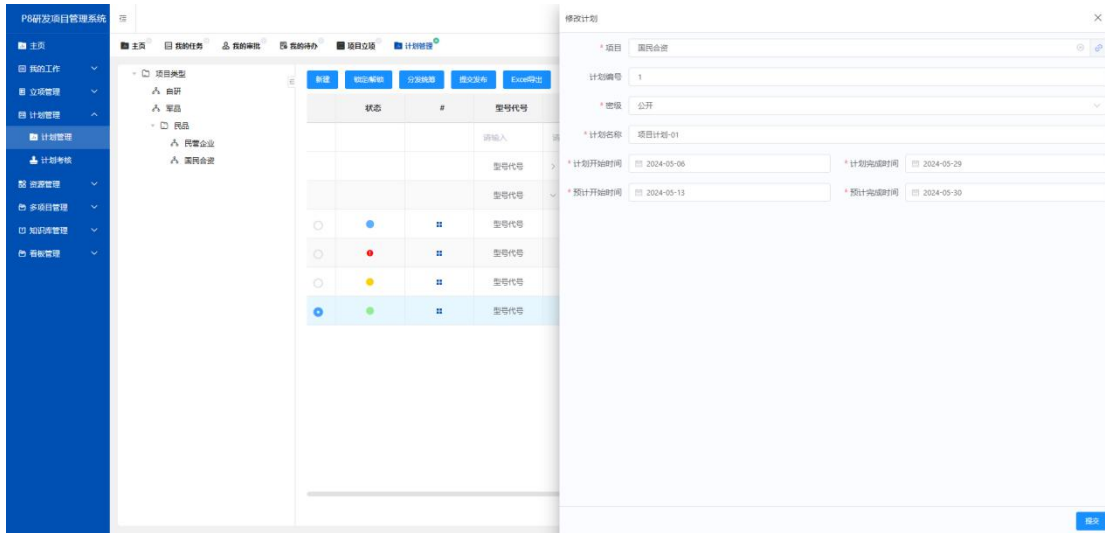 P8研发项目管理系统
主页
我的工作
立项管理
计划管理
计划管理
计划考核
资源管理
多项目管理
知识库管理
看板管理
主页 我的任务 我的审批 我的待办 项目立项 计划管理
项目类型
自研
军品
民品
民营企业
国民合资
新建 锁定/解锁 分发统筹 提交发布 Excel导出
状态 # 型号代号
请输入 请
型号代号
型号代号
型号代号
型号代号
型号代号
型号代号
修改计划
* 项目 国民合资
计划编号 1
* 密级 公开
* 计划名称 项目计划-01
* 计划开始时间 2024-05-06 * 计划完成时间 2024-05-29
* 预计开始时间 2024-05-13 * 预计完成时间 2024-05-30
提交